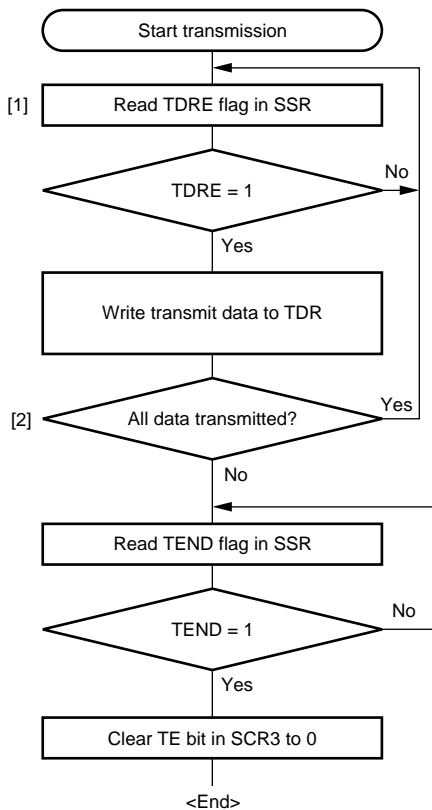 Start transmission
[1]
Read TDRE flag in SSR
No
TDRE = 1
Yes
Write transmit data to TDR
[2]
All data transmitted?
Yes
No
Read TEND flag in SSR
No
TEND = 1
Yes
Clear TE bit in SCR3 to 0
<End>